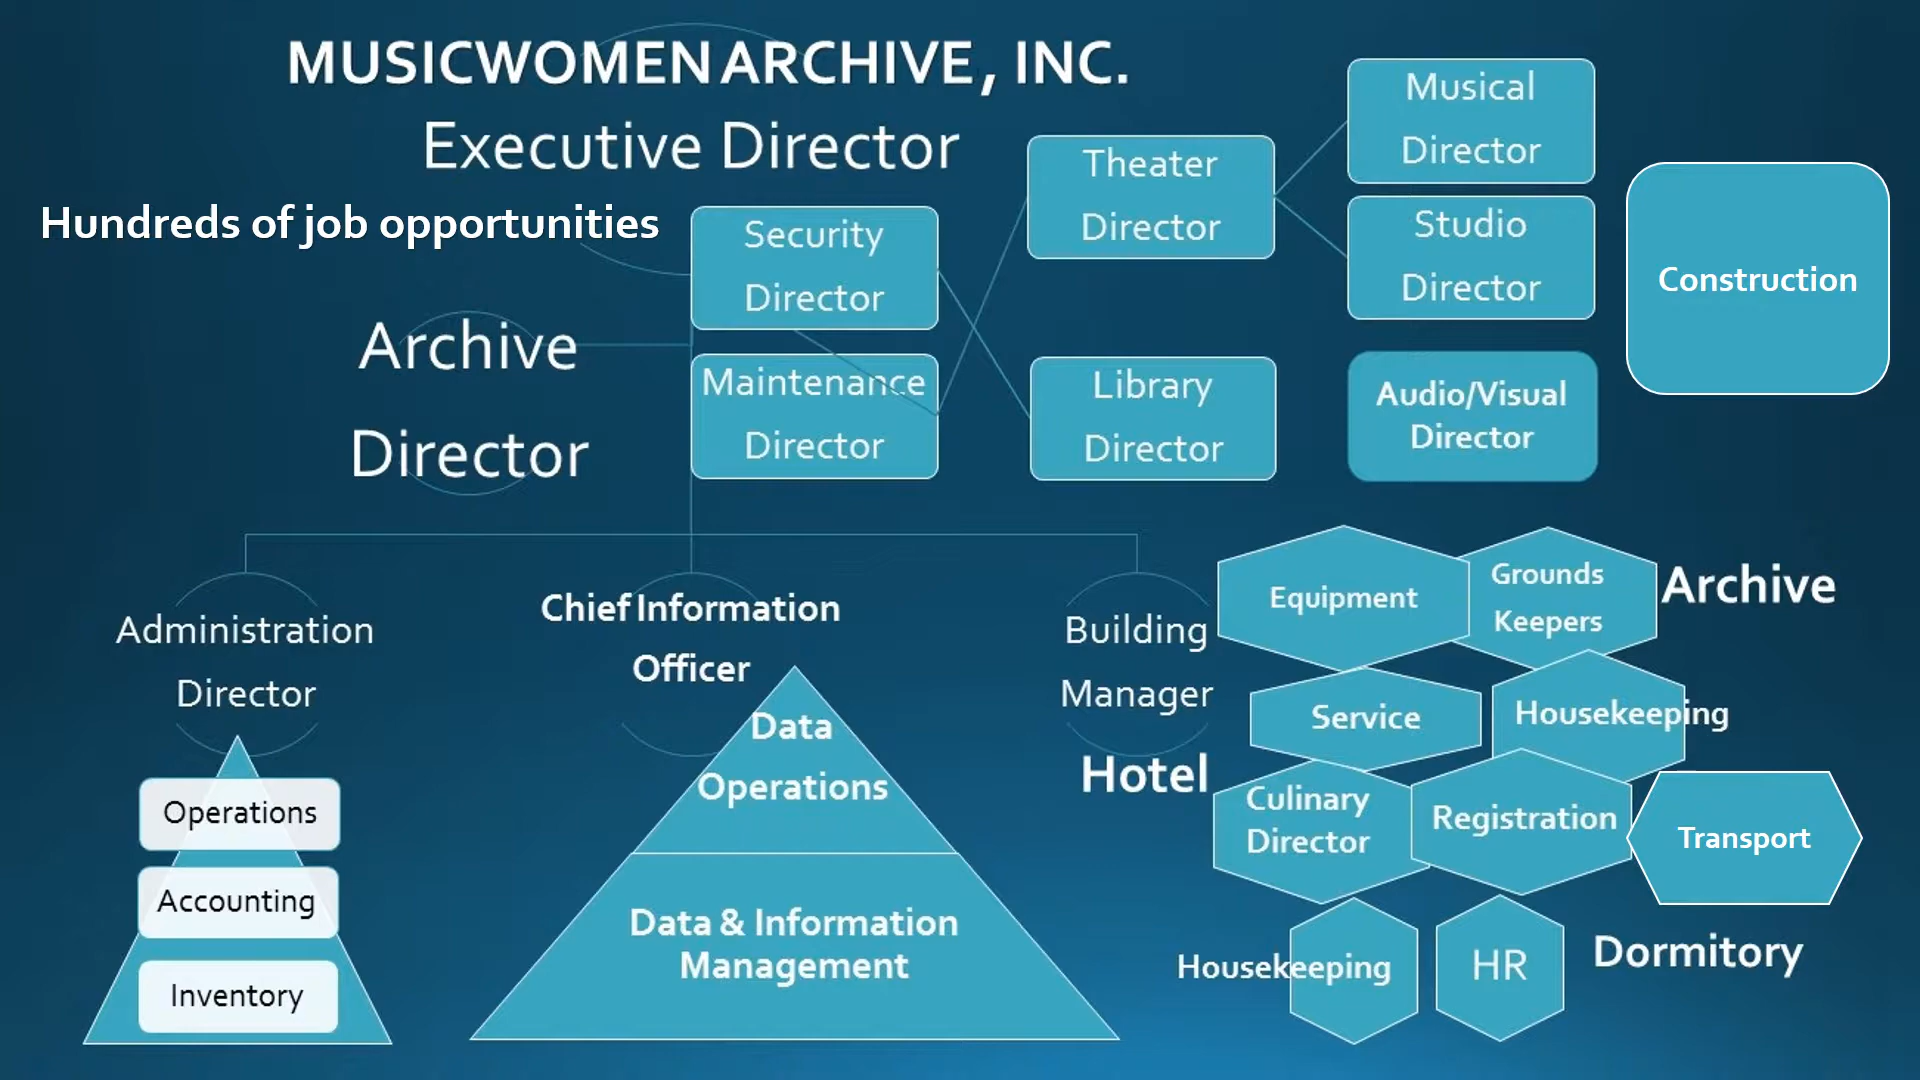 MUSICWOMEN ARCHIVE, INC.
Executive Director
Hundreds of job opportunities
Archive
Director
Security
Director
Maintenance
Director
Theater
Director
Library
Director
Musical
Director
Studio
Director
Audio/Visual
Director
Construction
Administration
Director
Operations
Accounting
Inventory
Chief Information
Officer
Data
Operations
Data & Information
Management
Building
Manager
Hotel
Equipment
Grounds
Keepers
Archive
Service
Housekeeping
Culinary
Director
Registration
Transport
Housekeeping
HR
Dormitory